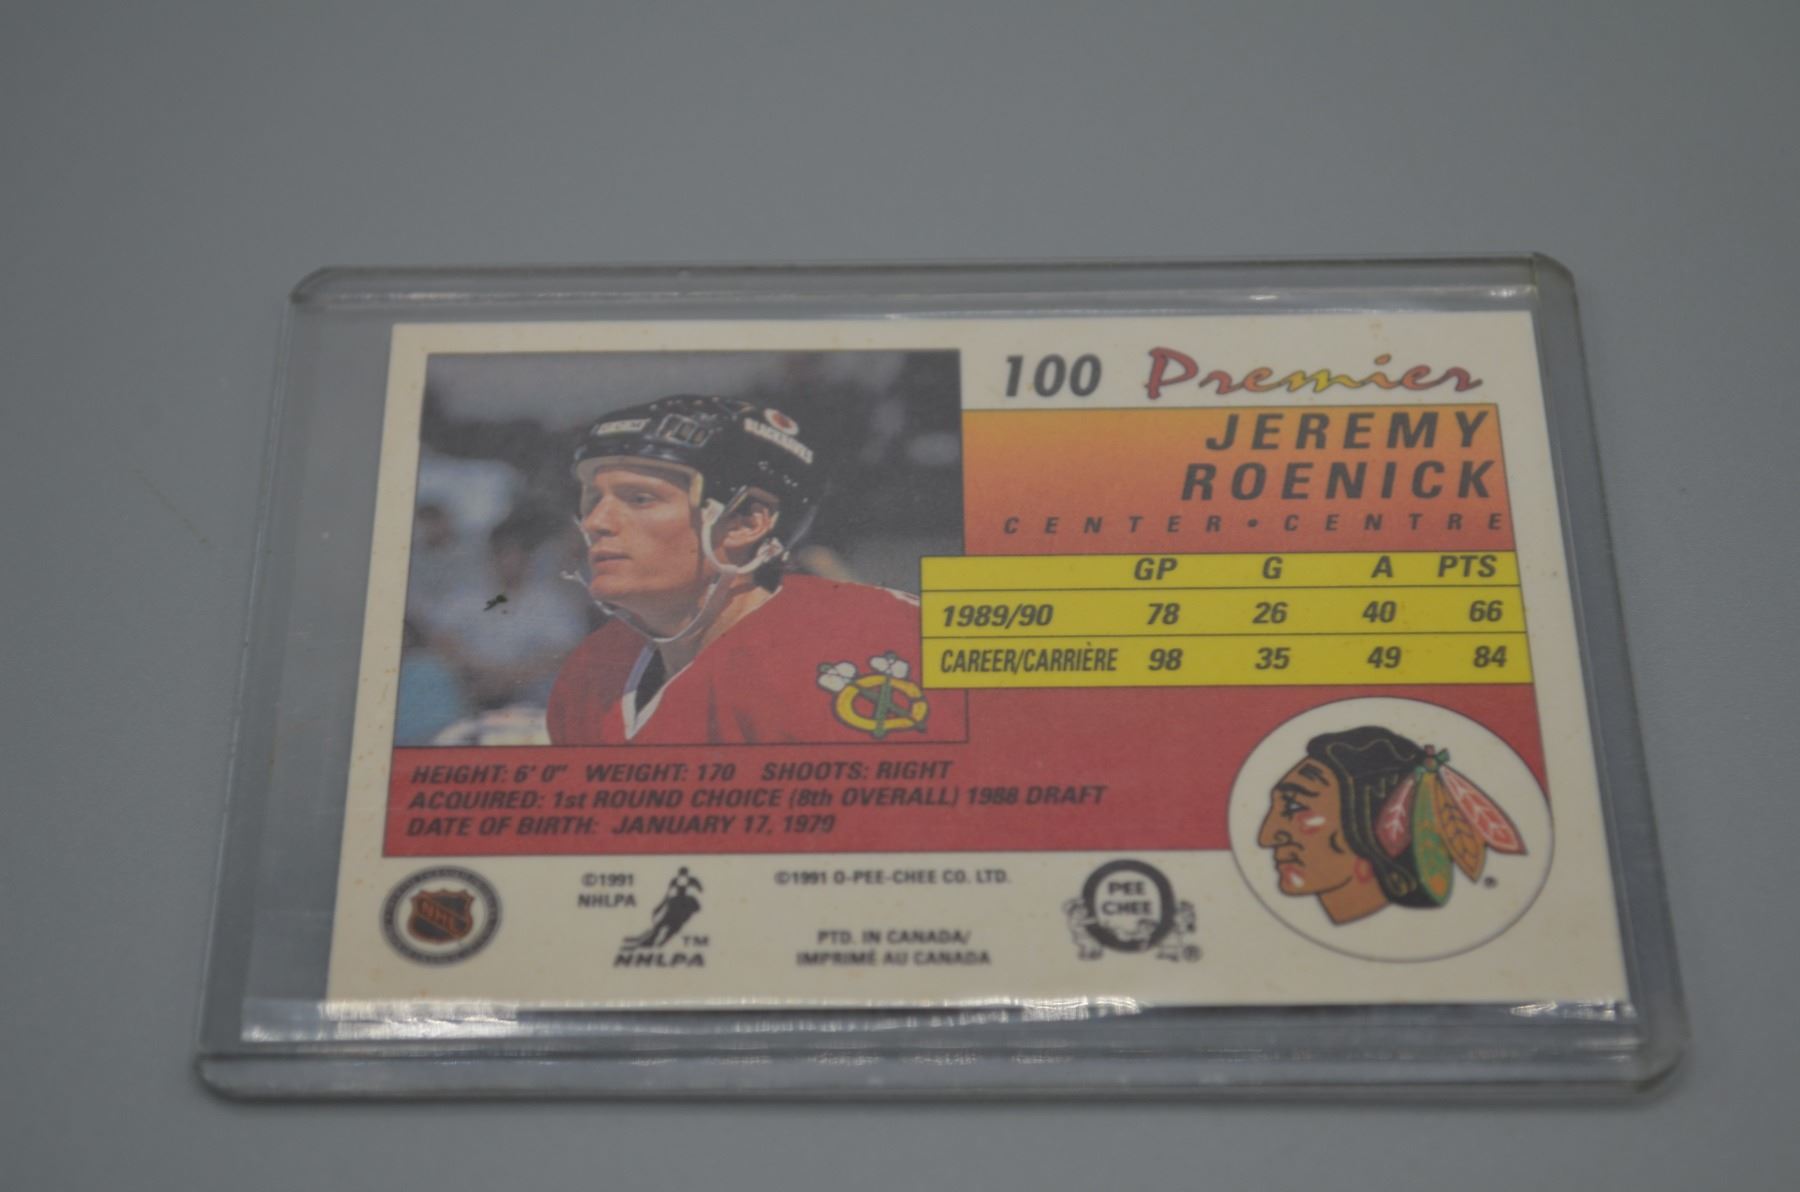 100 Premier
JEREMY
ROENICK
CENTER • CENTRE
GP G A PTS
1989/90 78 26 40 66
CAREER/CARRIÈRE 98 35 49 84
BLACKHAWKS
HEIGHT: 6' 0" WEIGHT: 170 SHOOTS: RIGHT
ACQUIRED: 1st ROUND CHOICE (8th OVERALL) 1988 DRAFT
DATE OF BIRTH: JANUARY 17, 1970
NHL
©1991
NHLPA
TM
NHLPA
©1991 O-PEE-CHEE CO. LTD.
PTD. IN CANADA/
IMPRIMÉ AU CANADA
PEE
CHEE
®
®